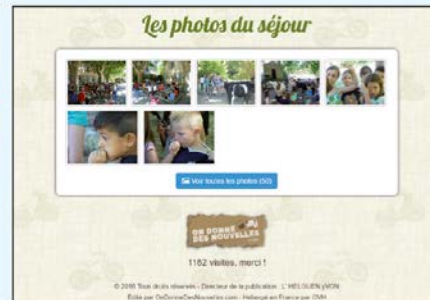 Les photos du séjour
Voir toutes les photos (50)
ON DONNE
DES NOUVELLES
1162 visites, merci !
© 2016 Tous droits réservés - Directeur de la publication : L'HELGUEN yVON
Édité par OnDonneDesNouvelles.com - Hébergé en France par OVH